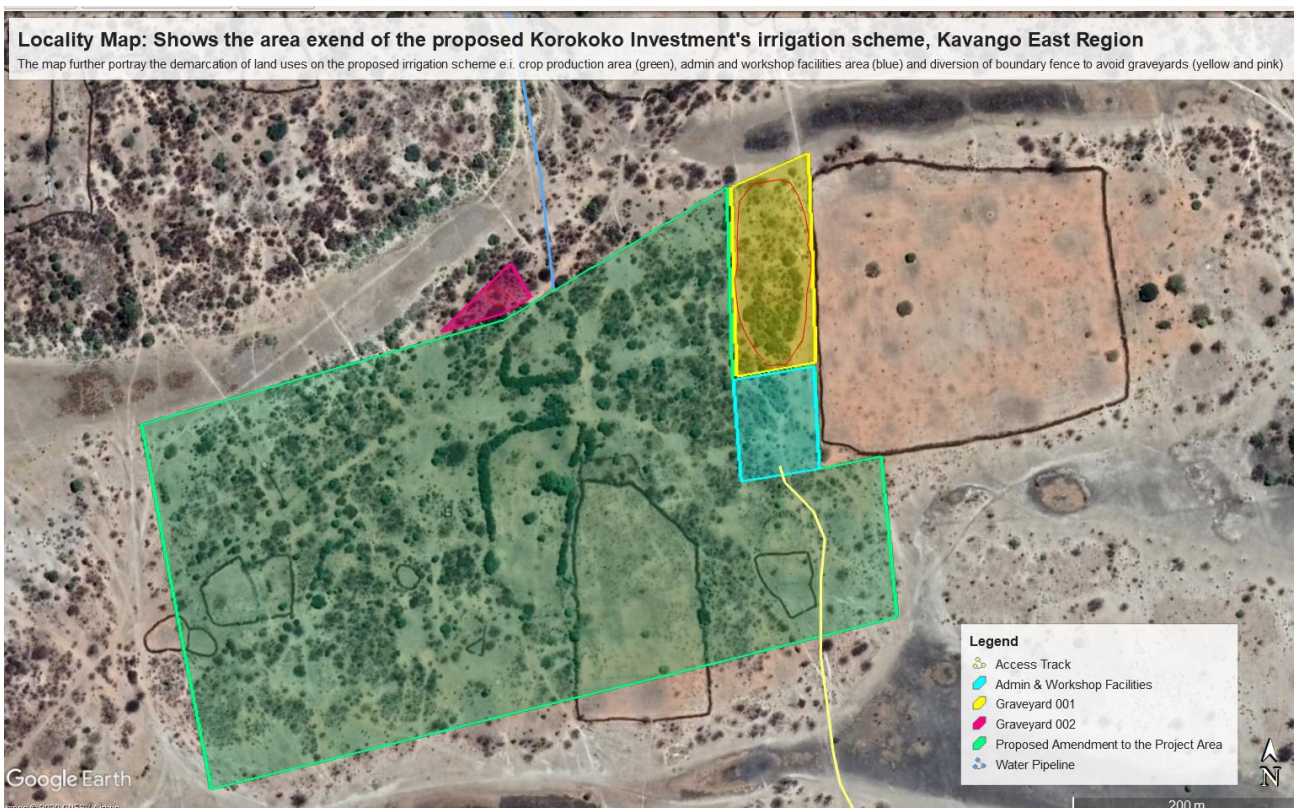 Locality Map: Shows the area exend of the proposed Korokoko Investment's irrigation scheme, Kavango East Region
The map further portray the demarcation of land uses on the proposed irrigation scheme e.i. crop production area (green), admin and workshop facilities area (blue) and diversion of boundary fence to avoid graveyards (yellow and pink)
Legend
Access Track
Admin & Workshop Facilities
Graveyard 001
Graveyard 002
Proposed Amendment to the Project Area
Water Pipeline
N
Google Earth
200 m